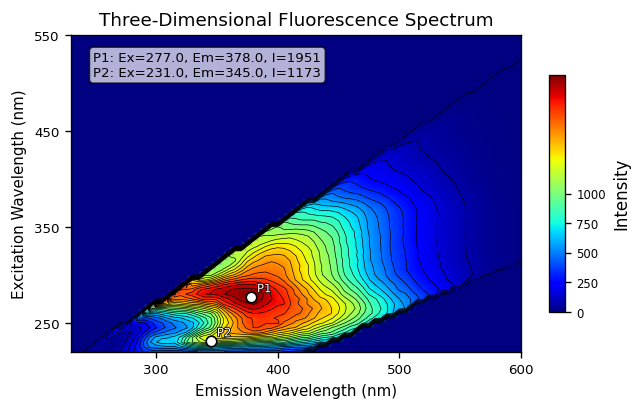 Three-Dimensional Fluorescence Spectrum
P1: Ex=277.0, Em=378.0, I=1951
P2: Ex=231.0, Em=345.0, I=1173
550
450
350
250
Excitation Wavelength (nm)
P1
P2
300
400
500
600
Emission Wavelength (nm)
1000
750
500
250
0
Intensity